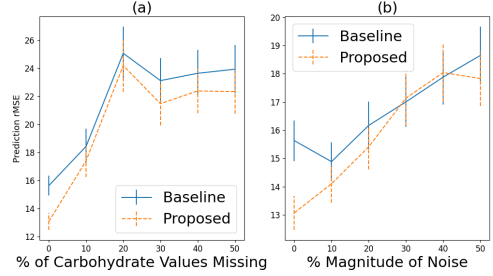 (a)
Prediction rMSE
26
24
22
20
18
16
14
12
Baseline
Proposed
0 10 20 30 40 50
% of Carbohydrate Values Missing
(b)
20
19
18
17
16
15
14
13
Baseline
Proposed
0 10 20 30 40 50
% Magnitude of Noise